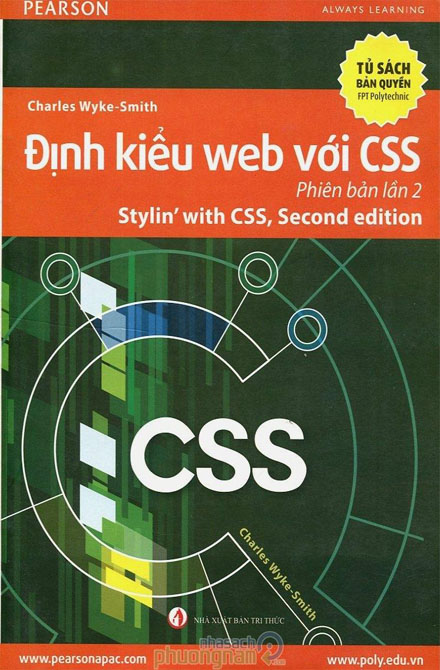 PEARSON
ALWAYS LEARNING
TỦ SÁCH
BẢN QUYỀN
FPT Polytechnic
Charles Wyke-Smith
Định kiểu web với CSS
Phiên bản lần 2
Stylin' with CSS, Second edition
CSS
Charles Wyke-Smith
NHÀ XUẤT BẢN TRI THỨC
nhasach
phuongnam
www.pearsonapac.com
www.poly.edu.vn